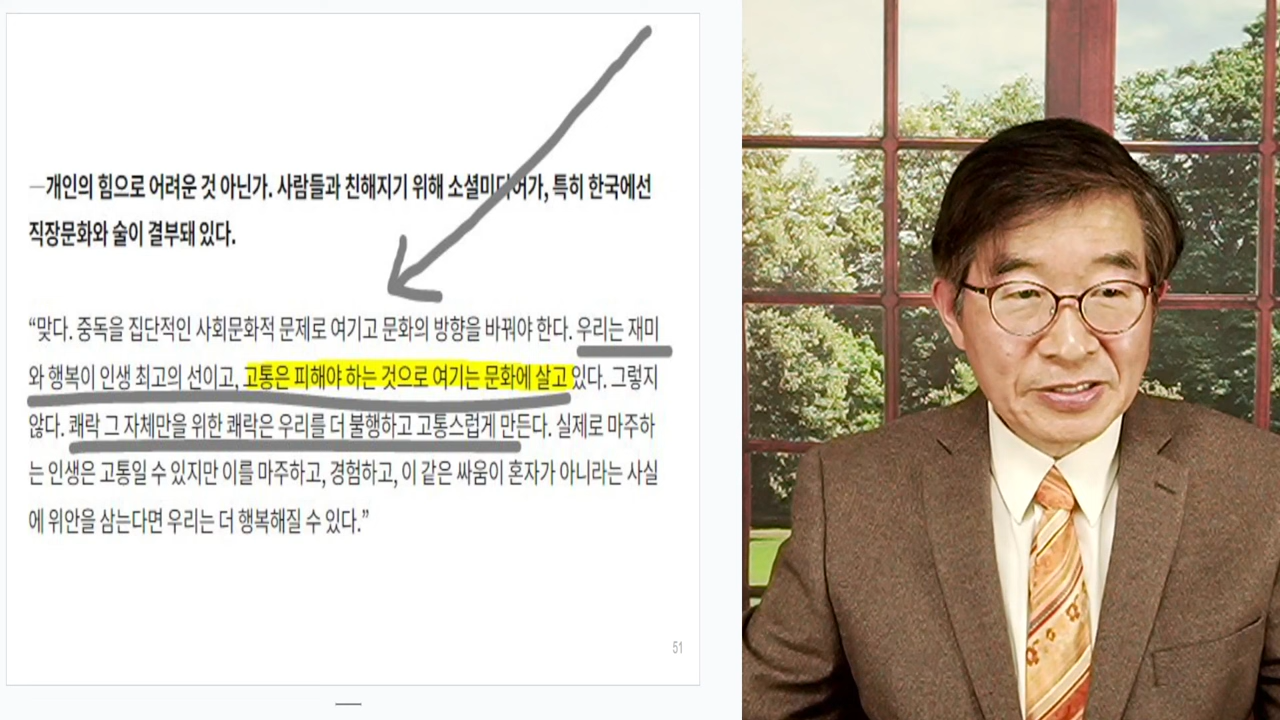 —개인의 힘으로 어려운 것 아닌가. 사람들과 친해지기 위해 소셜미디어가, 특히 한국에선
직장문화와 술이 결부돼 있다.
“맞다. 중독을 집단적인 사회문화적 문제로 여기고 문화의 방향을 바꿔야 한다. 우리는 재미
와 행복이 인생 최고의 선이고, 고통은 피해야 하는 것으로 여기는 문화에 살고 있다. 그렇지
않다. 쾌락 그 자체만을 위한 쾌락은 우리를 더 불행하고 고통스럽게 만든다. 실제로 마주하
는 인생은 고통일 수 있지만 이를 마주하고, 경험하고, 이 같은 싸움이 혼자가 아니라는 사실
에 위안을 삼는다면 우리는 더 행복해질 수 있다.”
51